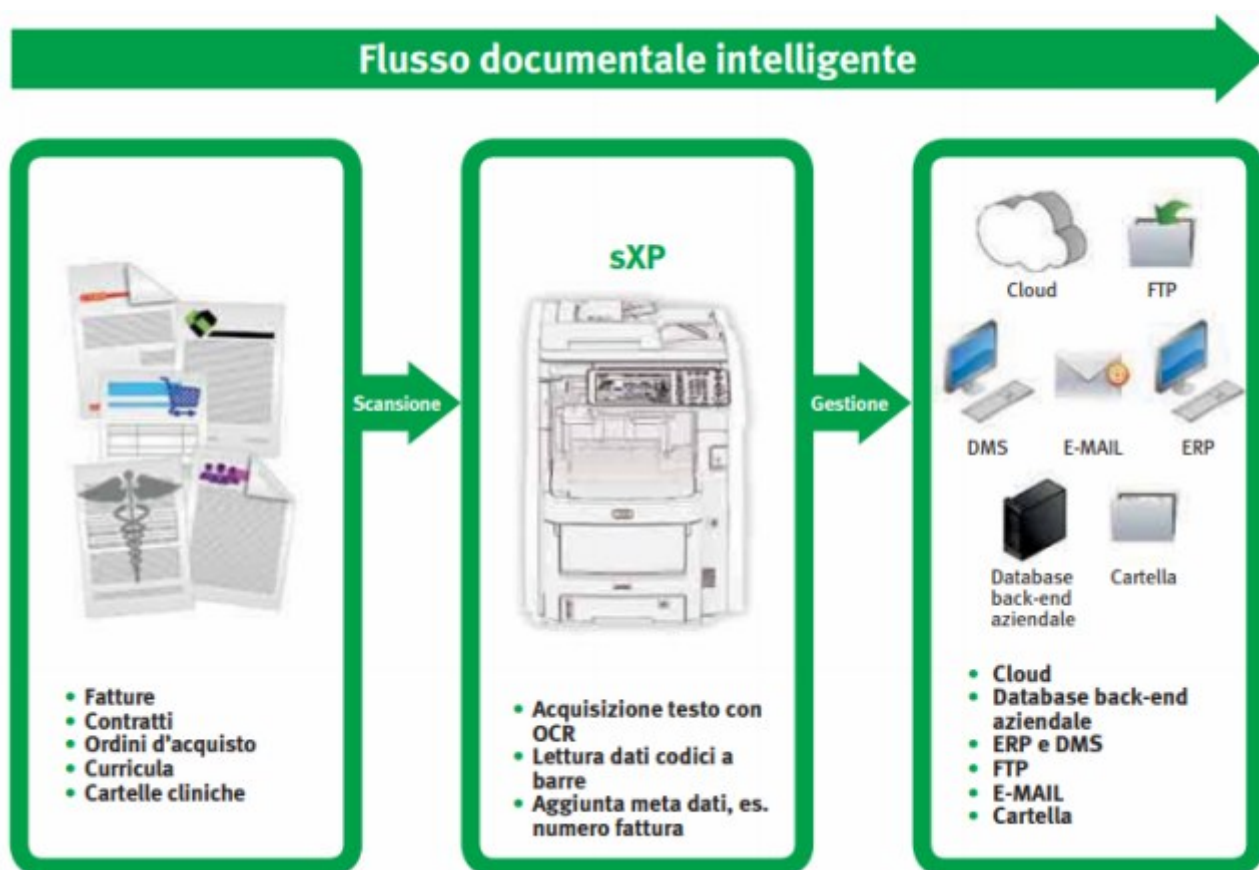 Flusso documentale intelligente
• Fatture
• Contratti
• Ordini d'acquisto
• Curricula
• Cartelle cliniche
Scansione
sXP
• Acquisizione testo con
OCR
• Lettura dati codici a
barre
• Aggiunta meta dati, es.
numero fattura
Gestione
Cloud
FTP
DMS
E-MAIL
ERP
Database
back-end
aziendale
Cartella
• Cloud
• Database back-end
aziendale
• ERP e DMS
• FTP
• E-MAIL
• Cartella